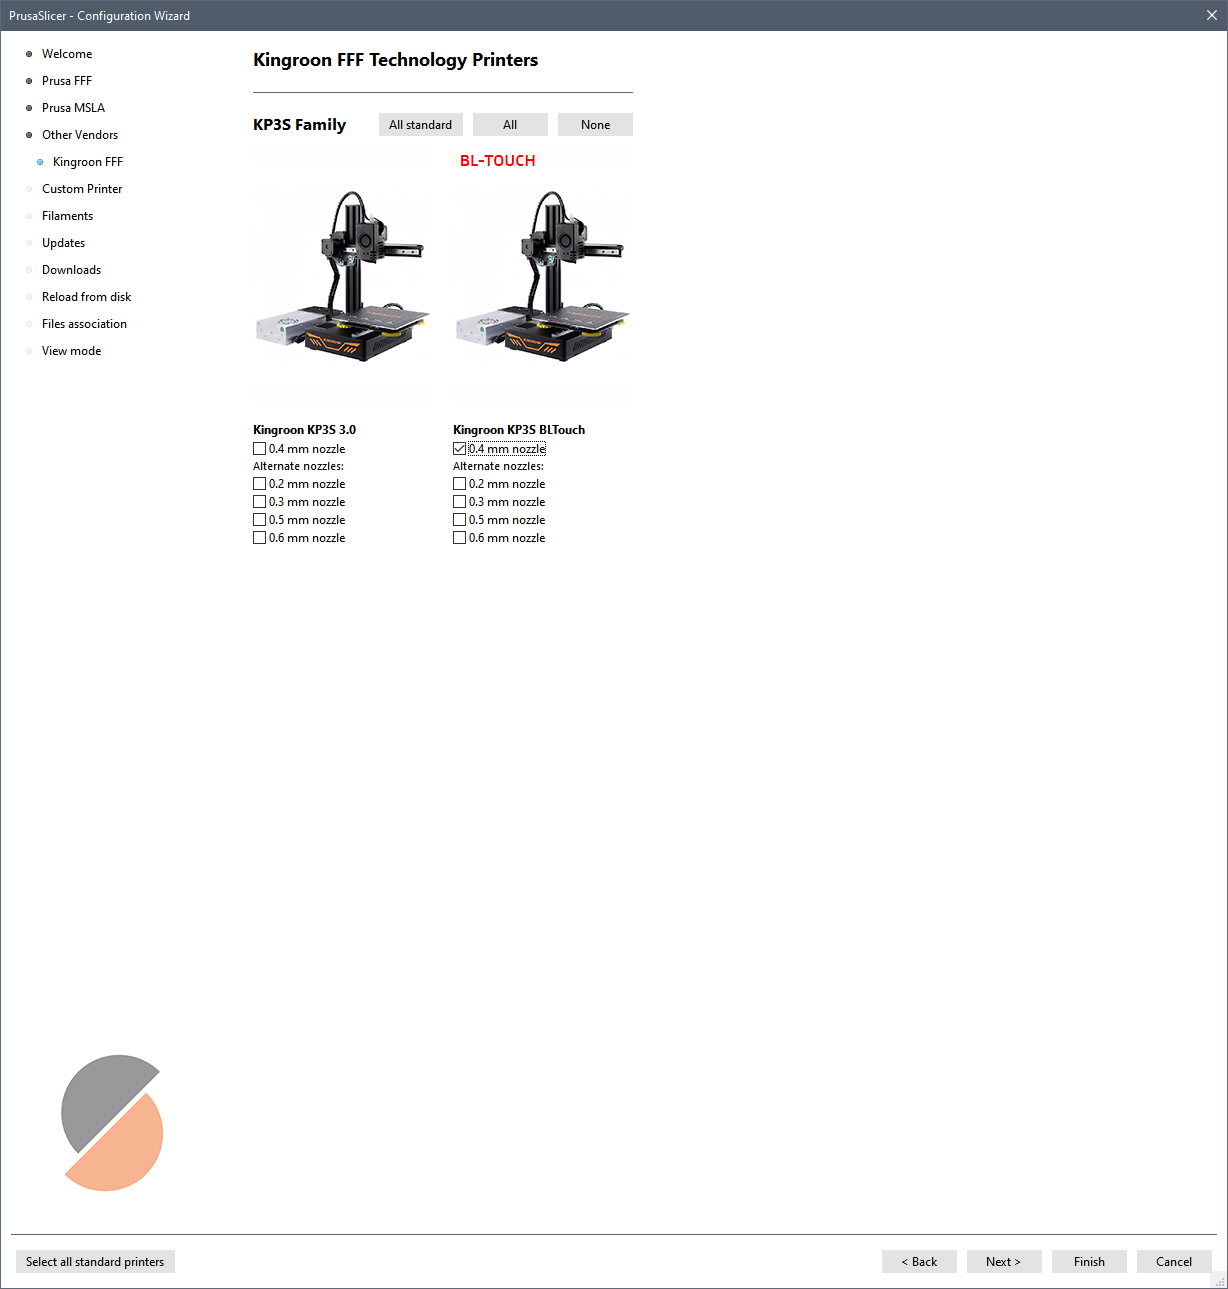 PrusaSlicer - Configuration Wizard
Welcome
Prusa FFF
Prusa MSLA
Other Vendors
Kingroon FFF
Custom Printer
Filaments
Updates
Downloads
Reload from disk
Files association
View mode
Kingroon FFF Technology Printers
KP3S Family
All standard
All
None
BL-TOUCH
Kingroon KP3S 3.0
0.4 mm nozzle
Alternate nozzles:
0.2 mm nozzle
0.3 mm nozzle
0.5 mm nozzle
0.6 mm nozzle
Kingroon KP3S BLTouch
0.4 mm nozzle
Alternate nozzles:
0.2 mm nozzle
0.3 mm nozzle
0.5 mm nozzle
0.6 mm nozzle
Select all standard printers
< Back
Next >
Finish
Cancel